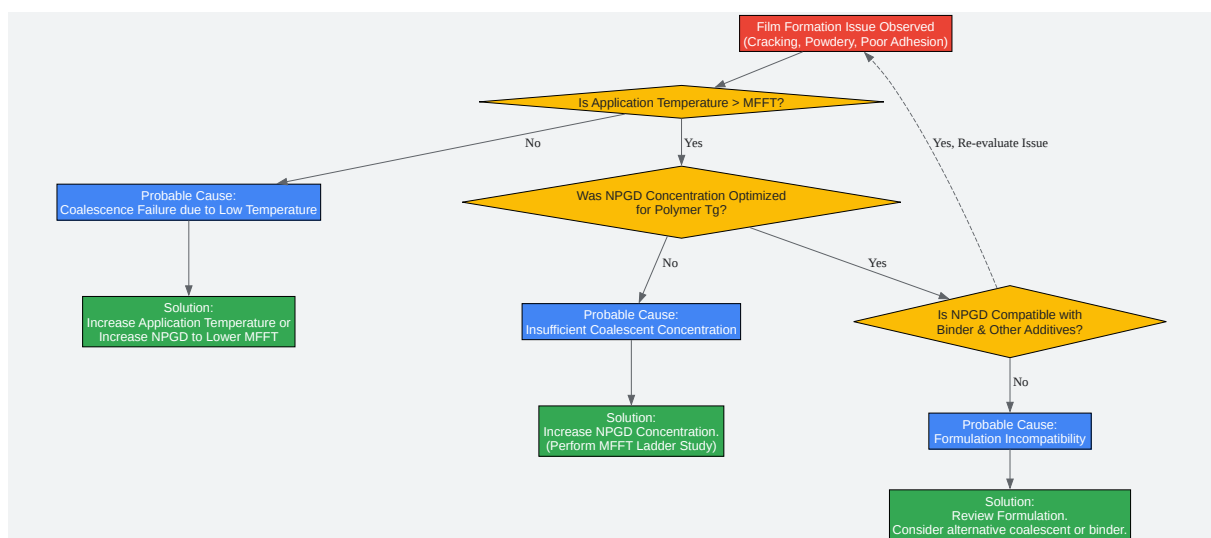 Film Formation Issue Observed
(Cracking, Powdery, Poor Adhesion)
Is Application Temperature > MFFT?
No
Yes
Yes, Re-evaluate Issue
Probable Cause:
Coalescence Failure due to Low Temperature
Was NPGD Concentration Optimized
for Polymer Tg?
No
Yes
Solution:
Increase Application Temperature or
Increase NPGD to Lower MFFT
Probable Cause:
Insufficient Coalescent Concentration
Is NPGD Compatible with
Binder & Other Additives?
No
Solution:
Increase NPGD Concentration.
(Perform MFFT Ladder Study)
Probable Cause:
Formulation Incompatibility
Solution:
Review Formulation.
Consider alternative coalescent or binder.